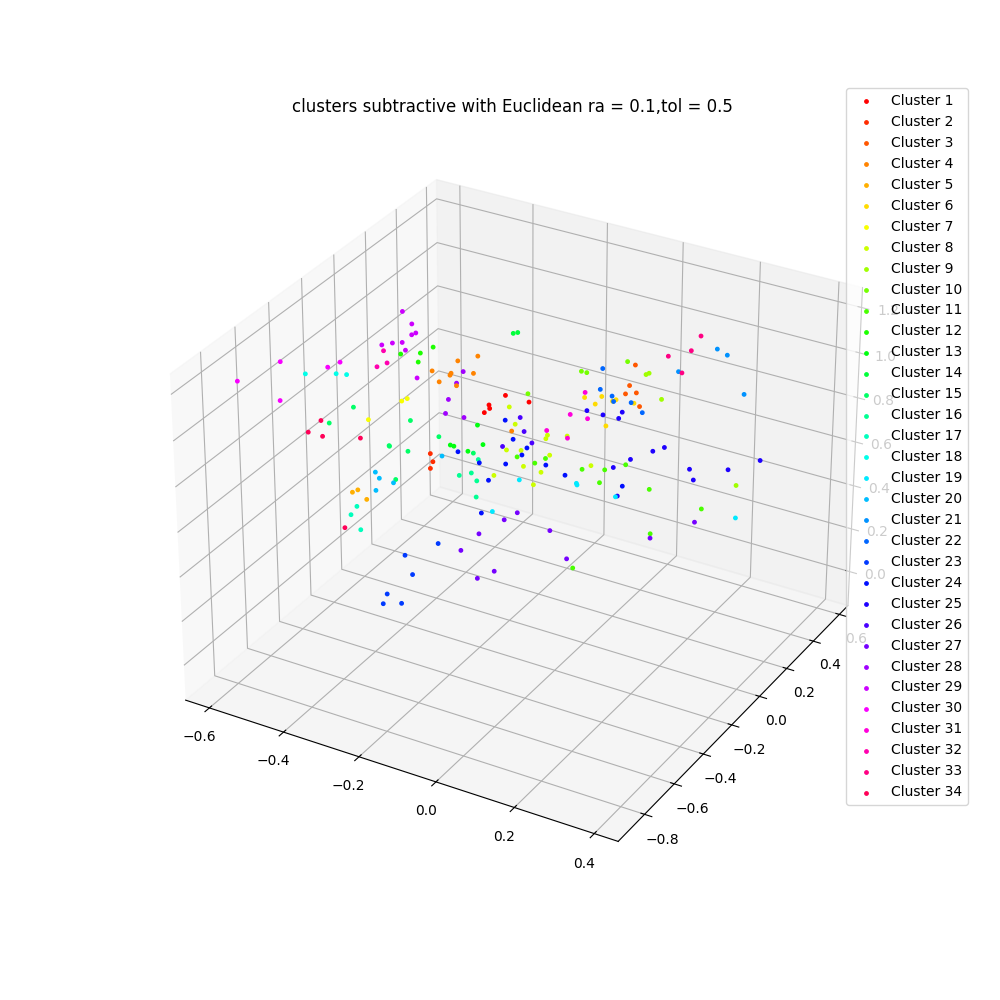 clusters subtractive with Euclidean ra = 0.1,tol = 0.5
Cluster 1
Cluster 2
Cluster 3
Cluster 4
Cluster 5
Cluster 6
Cluster 7
Cluster 8
Cluster 9
Cluster 10
Cluster 11
Cluster 12
Cluster 13
Cluster 14
Cluster 15
Cluster 16
Cluster 17
Cluster 18
Cluster 19
Cluster 20
Cluster 21
Cluster 22
Cluster 23
Cluster 24
Cluster 25
Cluster 26
Cluster 27
Cluster 28
Cluster 29
Cluster 30
Cluster 31
Cluster 32
Cluster 33
Cluster 34
1.2
1.0
0.8
0.6
0.4
0.2
0.0
0.6
0.4
0.2
0.0
−0.2
−0.4
−0.6
−0.8
−0.6
−0.4
−0.2
0.0
0.2
0.4